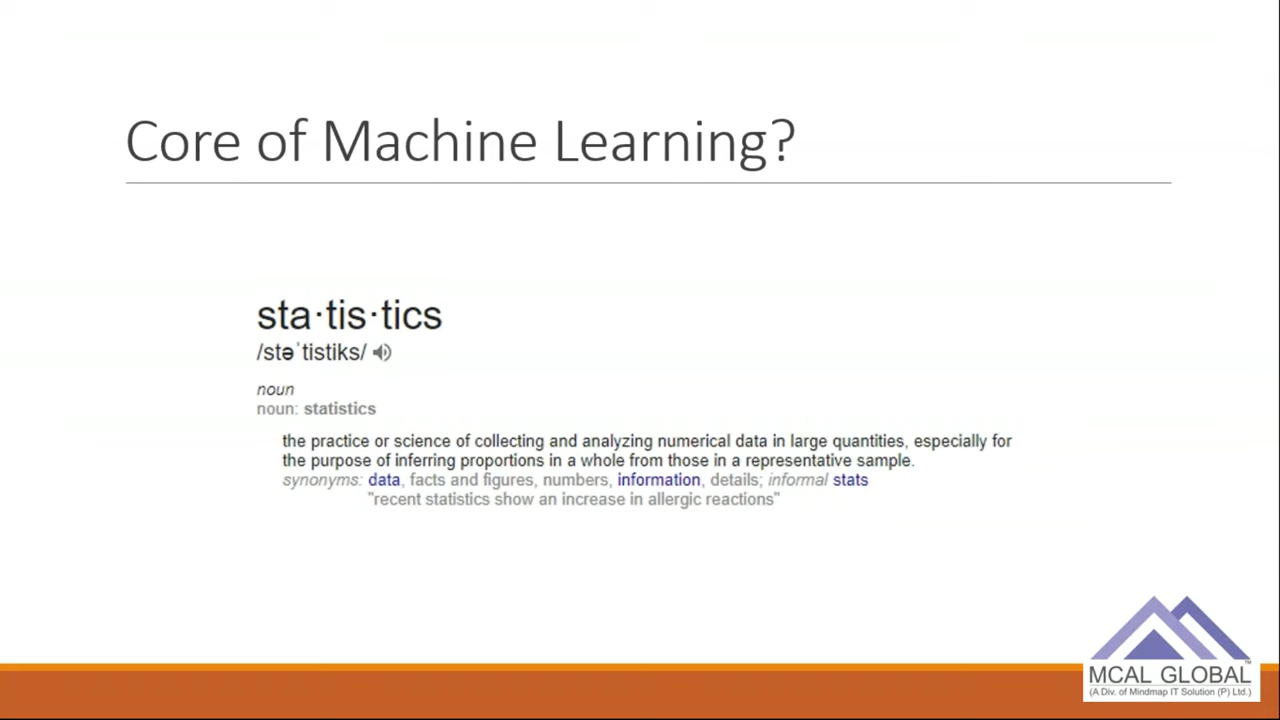 Core of Machine Learning?
sta·tis·tics
/stəˈtistiks/
noun
noun: statistics
the practice or science of collecting and analyzing numerical data in large quantities, especially for
the purpose of inferring proportions in a whole from those in a representative sample.
synonyms: data, facts and figures, numbers, information, details; informal stats
"recent statistics show an increase in allergic reactions"
MCAL GLOBAL™
(A Div. of Mindmap IT Solution (P) Ltd.)